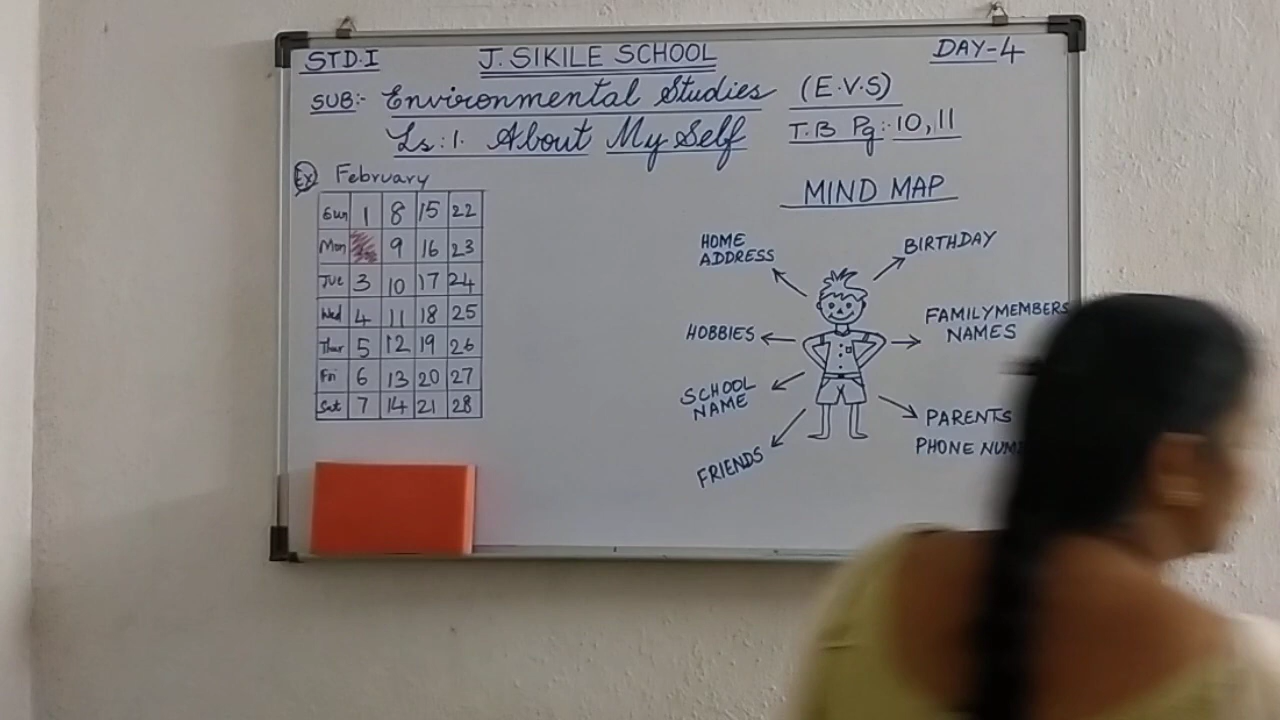 STD.I
J. SIKILE SCHOOL
DAY-4
SUB:- Environmental Studies (E.V.S)
Ls:1. About My Self
T.B Pg:-10,11
Ex February
Sun 1 8 15 22
Mon 9 16 23
Tue 3 10 17 24
Wed 4 11 18 25
Thur 5 12 19 26
Fri 6 13 20 27
Sat 7 14 21 28
MIND MAP
HOME
ADDRESS
BIRTHDAY
HOBBIES
FAMILYMEMBERS
NAMES
SCHOOL
NAME
PARENTS
PHONE
FRIENDS